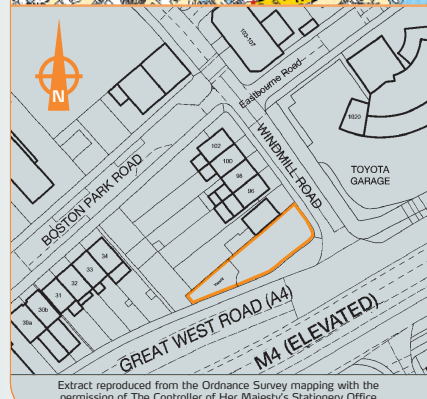 103-107
Eastbourne Road
1020
N
WINDMILL ROAD
TOYOTA
GARAGE
BOSTON PARK ROAD
102
100
98
96
34
33
32
31
30b
30a
GREAT WEST ROAD (A4)
M4 (ELEVATED)
Extract reproduced from the Ordnance Survey mapping with the
permission of The Controller of Her Majesty's Stationery Office